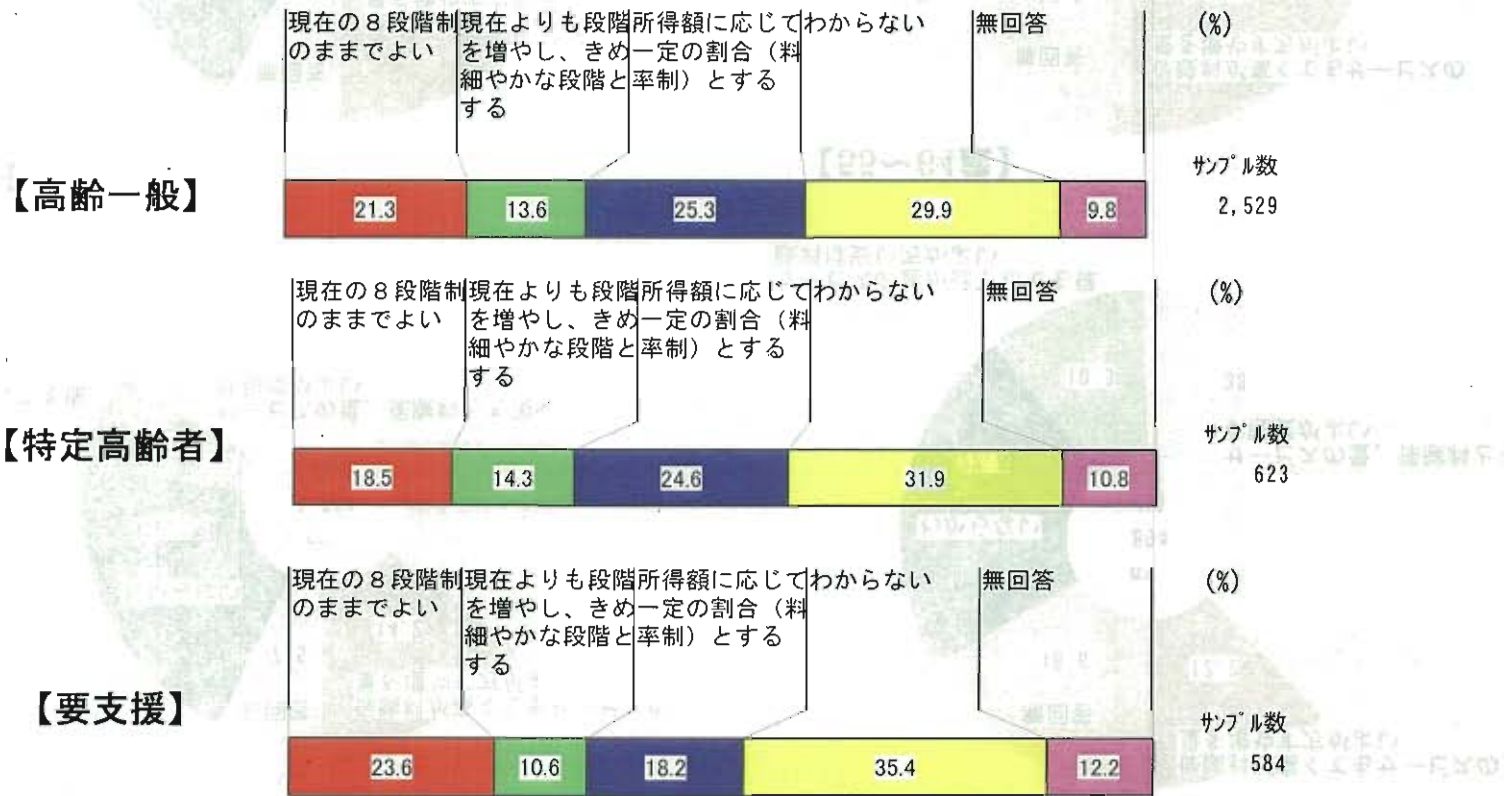 現在の８段階制
のままでよい
現在よりも段階
を増やし、きめ
細やかな段階と
する
所得額に応じて
一定の割合（料
率制）とする
わからない
無回答
(%)
【高齢一般】
21.3
13.6
25.3
29.9
9.8
サンプル数
2,529
現在の８段階制
のままでよい
現在よりも段階
を増やし、きめ
細やかな段階と
する
所得額に応じて
一定の割合（料
率制）とする
わからない
無回答
(%)
【特定高齢者】
18.5
14.3
24.6
31.9
10.8
サンプル数
623
現在の８段階制
のままでよい
現在よりも段階
を増やし、きめ
細やかな段階と
する
所得額に応じて
一定の割合（料
率制）とする
わからない
無回答
(%)
【要支援】
23.6
10.6
18.2
35.4
12.2
サンプル数
584